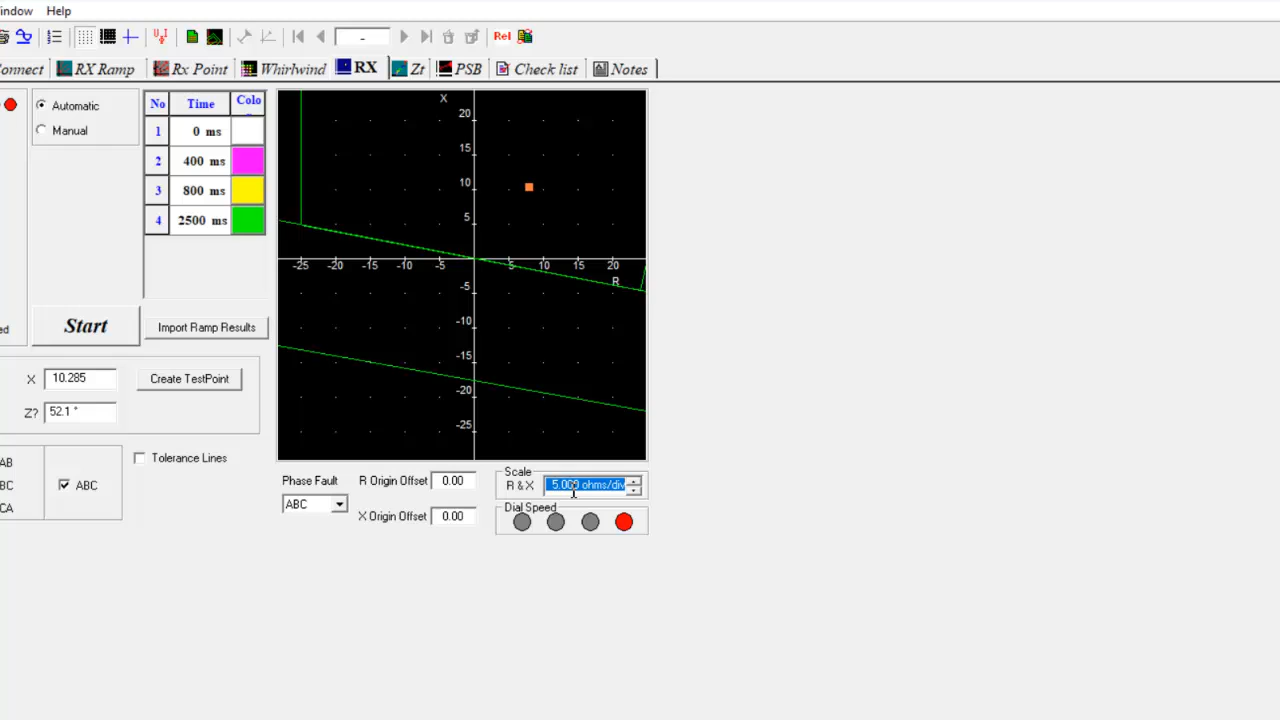 indow Help
-
Rel
onnect RX Ramp Rx Point Whirlwind RX Zt PSB Check list Notes
Automatic
Manual
No Time Colo
1 0 ms
2 400 ms
3 800 ms
4 2500 ms
X
20
15
10
5
-25 -20 -15 -10 -5 5 10 15 20
R
-5
-10
-15
-20
-25
ed
Start
Import Ramp Results
X 10.285
Create TestPoint
Z? 52.1 °
AB
BC
CA
ABC
Tolerance Lines
Phase Fault
ABC
R Origin Offset 0.00
X Origin Offset 0.00
Scale
R & X 5.000 ohms/div
Dial Speed